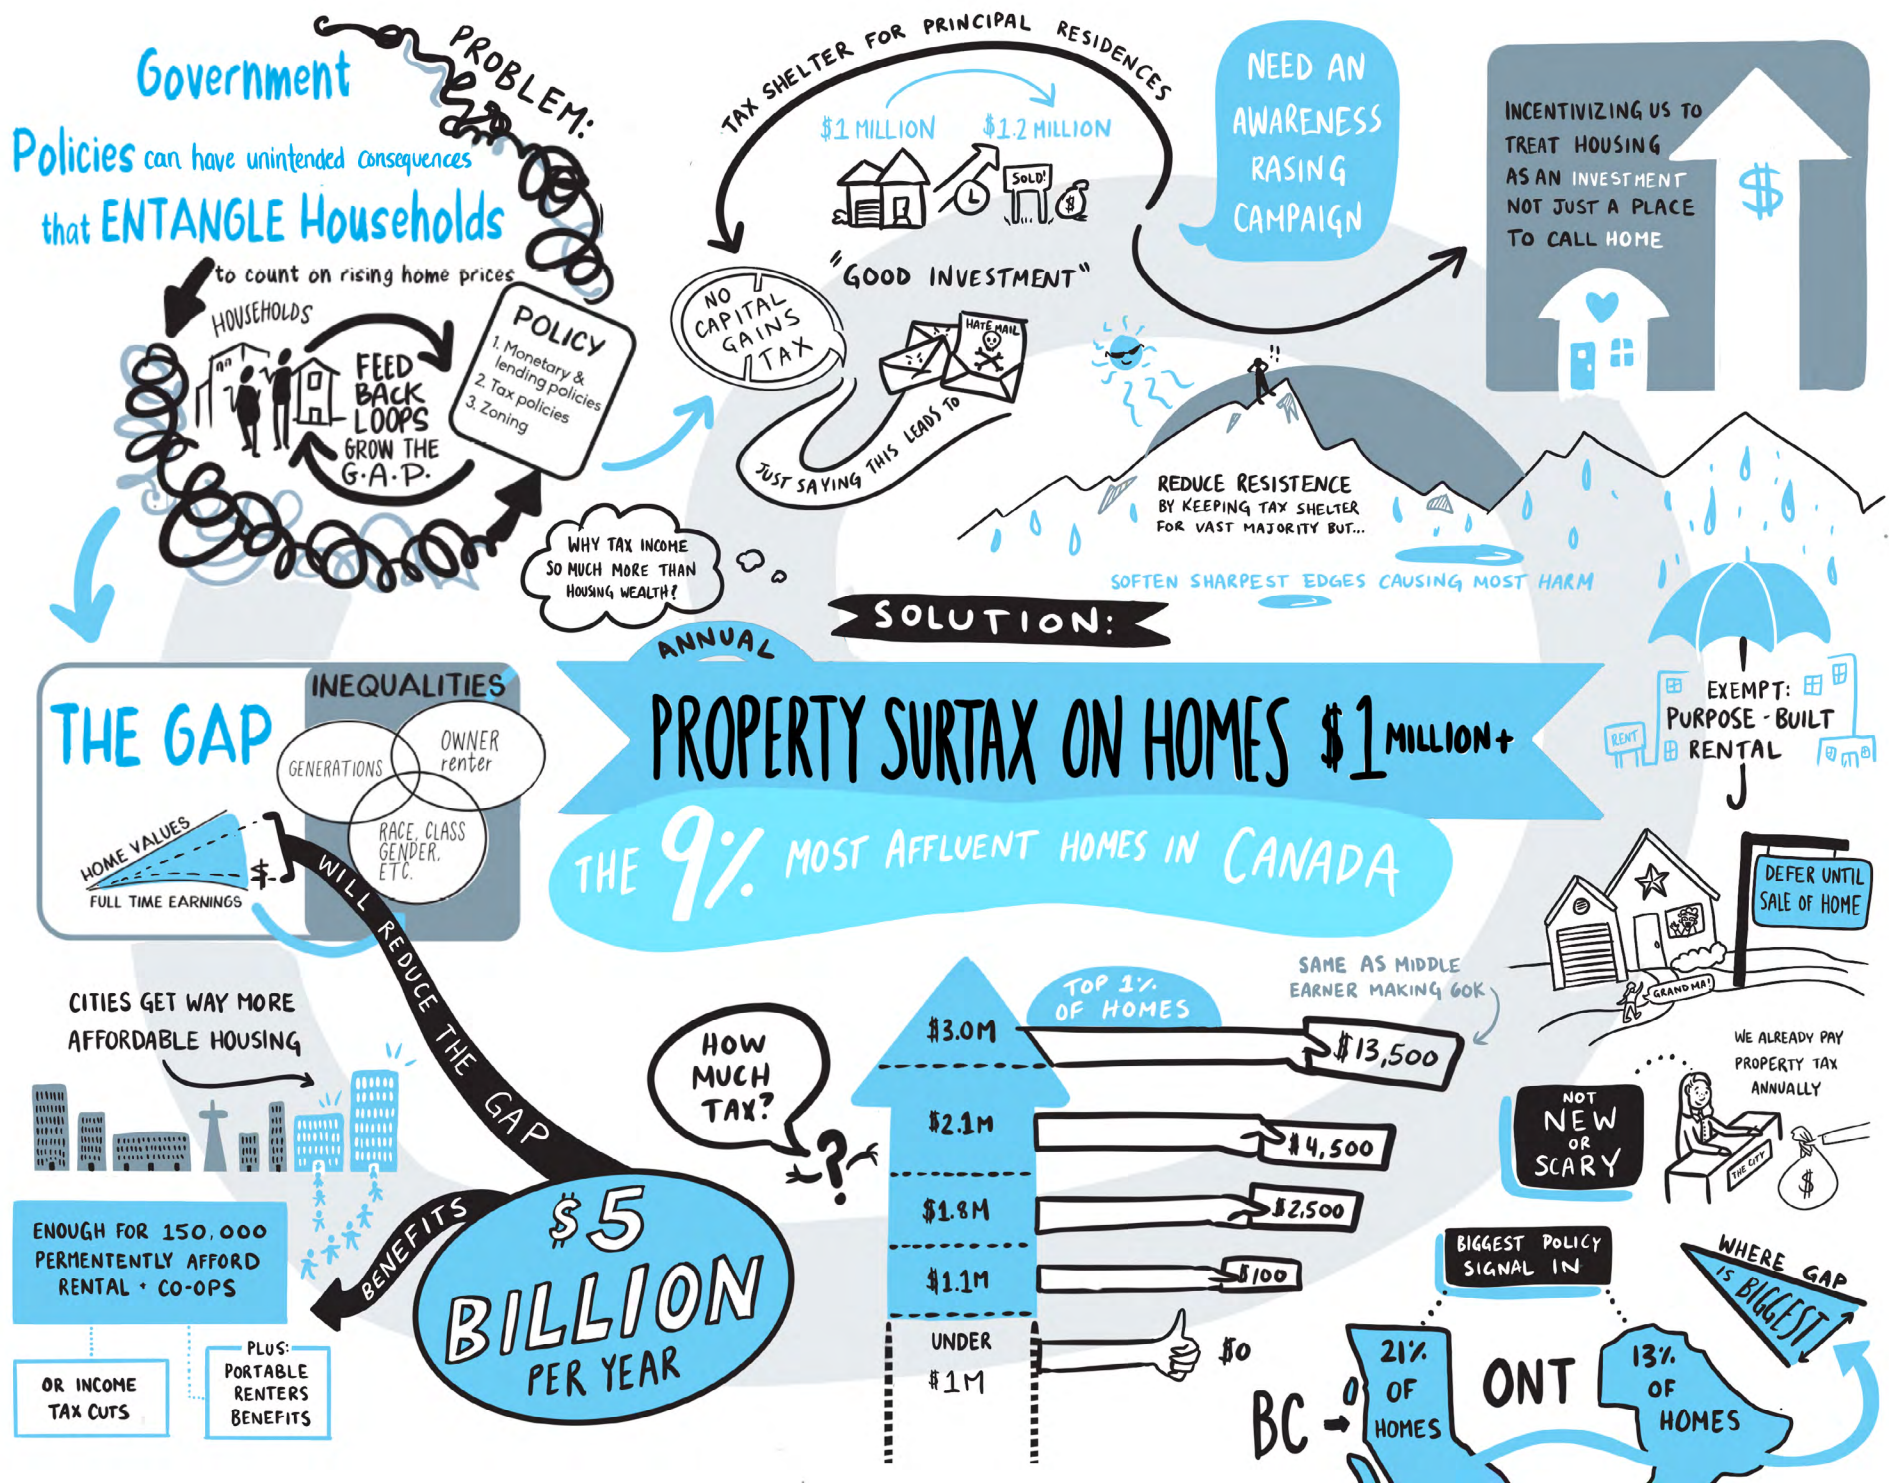 Government
Policies can have unintended consequences
that ENTANGLE Households
to count on rising home prices
PROBLEM:
HOUSEHOLDS
FEED
BACK
LOOPS
GROW THE
G.A.P.
POLICY
1. Monetary &
lending policies
2. Tax policies
3. Zoning
TAX SHELTER FOR PRINCIPAL RESIDENCES
$1 MILLION
$1.2 MILLION
SOLD!
"GOOD INVESTMENT"
NO
CAPITAL
GAINS
TAX
HATE MAIL
JUST SAYING THIS LEADS TO
NEED AN
AWARENESS
RASING
CAMPAIGN
INCENTIVIZING US TO
TREAT HOUSING
AS AN INVESTMENT
NOT JUST A PLACE
TO CALL HOME
$
!!
REDUCE RESISTENCE
BY KEEPING TAX SHELTER
FOR VAST MAJORITY BUT...
SOFTEN SHARPEST EDGES CAUSING MOST HARM
WHY TAX INCOME
SO MUCH MORE THAN
HOUSING WEALTH?
SOLUTION:
ANNUAL
PROPERTY SURTAX ON HOMES $1 MILLION+
THE 9% MOST AFFLUENT HOMES IN CANADA
EXEMPT:
PURPOSE-BUILT
RENTAL
RENT
THE GAP
HOME VALUES
FULL TIME EARNINGS
$
INEQUALITIES
GENERATIONS
OWNER
renter
RACE, CLASS
GENDER,
ETC.
WILL REDUCE THE GAP
DEFER UNTIL
SALE OF HOME
GRANDMA!
CITIES GET WAY MORE
AFFORDABLE HOUSING
ENOUGH FOR 150,000
PERMENTENTLY AFFORD
RENTAL + CO-OPS
OR INCOME
TAX CUTS
PLUS:
PORTABLE
RENTERS
BENEFITS
BENEFITS
$5
BILLION
PER YEAR
HOW
MUCH
TAX?
?
TOP 1%
OF HOMES
SAME AS MIDDLE
EARNER MAKING 60K
$3.0M
$13,500
$2.1M
$4,500
$1.8M
$2,500
$1.1M
$100
UNDER
$1M
$0
WE ALREADY PAY
PROPERTY TAX
ANNUALLY
NOT
NEW
OR
SCARY
THE CITY
$
BIGGEST POLICY
SIGNAL IN
WHERE GAP
IS BIGGEST
BC
21%
OF
HOMES
ONT
13%
OF
HOMES